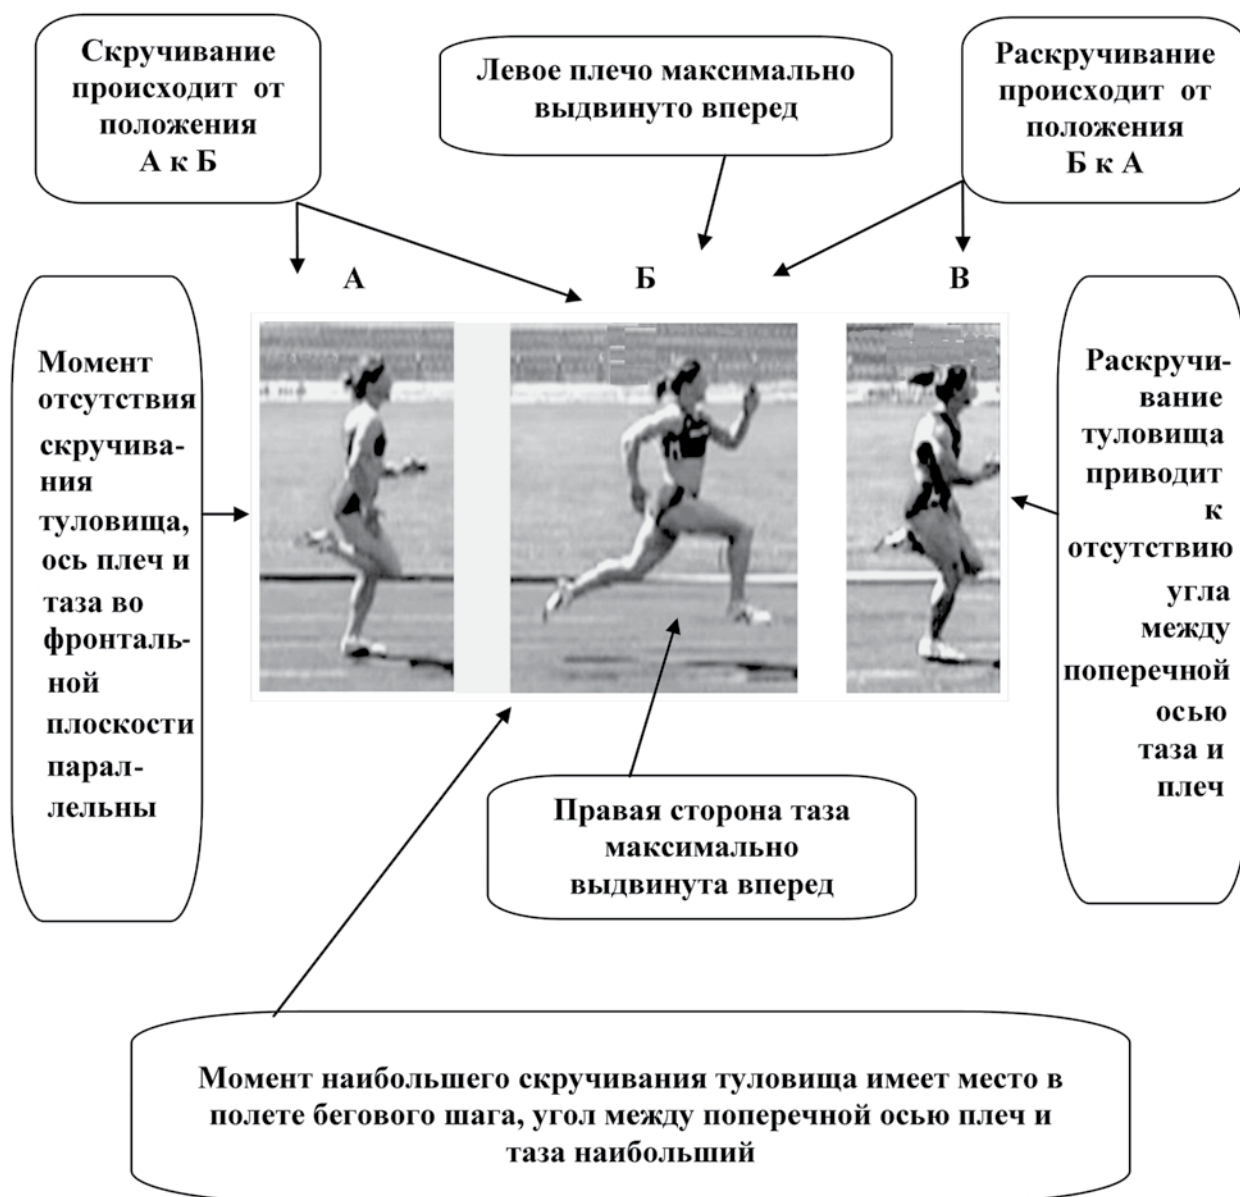 Скручивание
происходит от
положения
А к Б
Левое плечо максимально
выдвинуто вперед
Раскручивание
происходит от
положения
Б к А
А
Б
В
Момент
отсутствия
скручива-
ния
туловища,
ось плеч и
таза во
фронталь-
ной
плоскости
парал-
лельны
Раскручи-
вание
туловища
приводит
к
отсутствию
угла
между
поперечной
осью
таза и
плеч
Правая сторона таза
максимально
выдвинута вперед
Момент наибольшего скручивания туловища имеет место в
полете бегового шага, угол между поперечной осью плеч и
таза наибольший